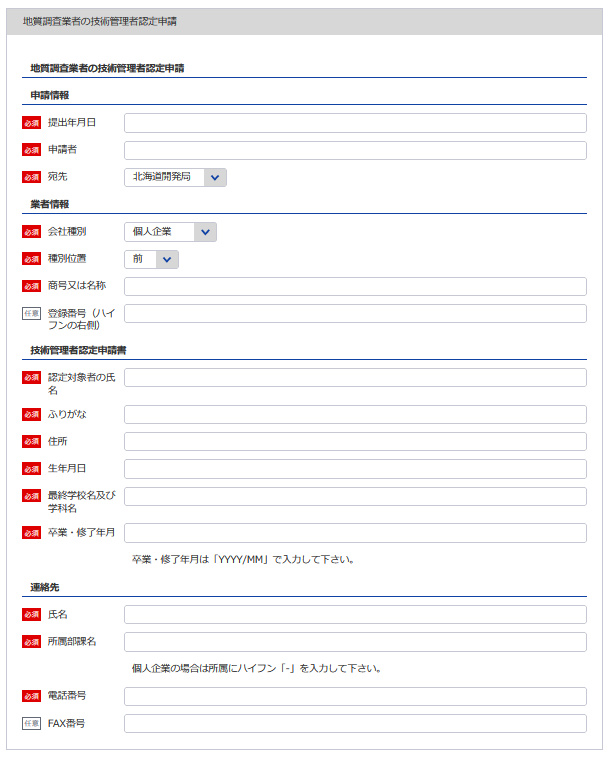 地質調査業者の技術管理者認定申請
地質調査業者の技術管理者認定申請
申請情報
必須 提出年月日
必須 申請者
必須 宛先 北海道開発局
業者情報
必須 会社種別 個人企業
必須 種別位置 前
必須 商号又は名称
任意 登録番号（ハイ
フンの右側）
技術管理者認定申請書
必須 認定対象者の氏
名
必須 ふりがな
必須 住所
必須 生年月日
必須 最終学校名及び
学科名
必須 卒業・修了年月
卒業・修了年月は「YYYY/MM」で入力して下さい。
連絡先
必須 氏名
必須 所属部課名
個人企業の場合は所属にハイフン「-」を入力して下さい。
必須 電話番号
任意 FAX番号